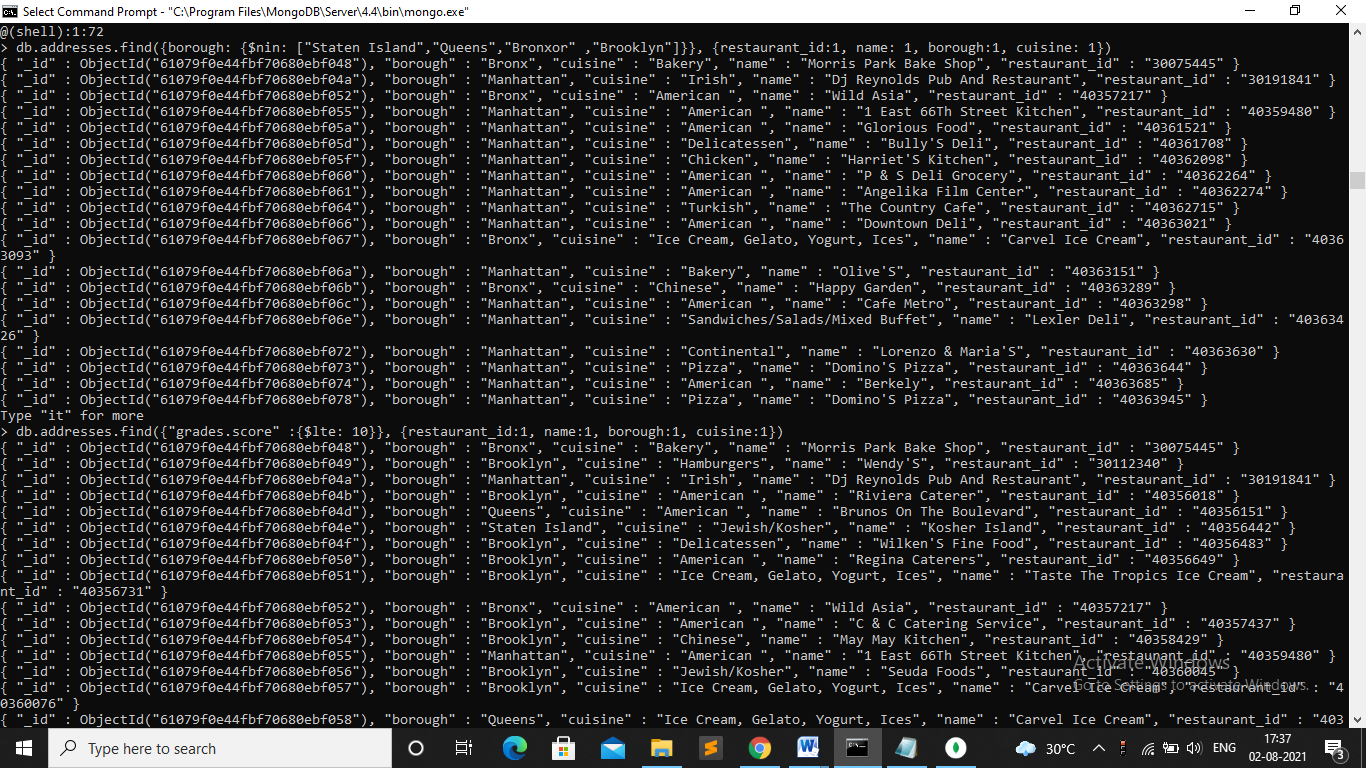 Select Command Prompt - "C:\Program Files\MongoDB\Server\4.4\bin\mongo.exe"
@(shell):1:72
> db.addresses.find({borough: {$nin: ["Staten Island","Queens","Bronxor" ,"Brooklyn"]}}, {restaurant_id:1, name: 1, borough:1, cuisine: 1})
{ "_id" : ObjectId("61079f0e44fbf70680ebf048"), "borough" : "Bronx", "cuisine" : "Bakery", "name" : "Morris Park Bake Shop", "restaurant_id" : "30075445" }
{ "_id" : ObjectId("61079f0e44fbf70680ebf04a"), "borough" : "Manhattan", "cuisine" : "Irish", "name" : "Dj Reynolds Pub And Restaurant", "restaurant_id" : "30191841" }
{ "_id" : ObjectId("61079f0e44fbf70680ebf052"), "borough" : "Bronx", "cuisine" : "American ", "name" : "Wild Asia", "restaurant_id" : "40357217" }
{ "_id" : ObjectId("61079f0e44fbf70680ebf055"), "borough" : "Manhattan", "cuisine" : "American ", "name" : "1 East 66Th Street Kitchen", "restaurant_id" : "40359480" }
{ "_id" : ObjectId("61079f0e44fbf70680ebf05a"), "borough" : "Manhattan", "cuisine" : "American ", "name" : "Glorious Food", "restaurant_id" : "40361521" }
{ "_id" : ObjectId("61079f0e44fbf70680ebf05d"), "borough" : "Manhattan", "cuisine" : "Delicatessen", "name" : "Bully'S Deli", "restaurant_id" : "40361708" }
{ "_id" : ObjectId("61079f0e44fbf70680ebf05f"), "borough" : "Manhattan", "cuisine" : "Chicken", "name" : "Harriet'S Kitchen", "restaurant_id" : "40362098" }
{ "_id" : ObjectId("61079f0e44fbf70680ebf060"), "borough" : "Manhattan", "cuisine" : "American ", "name" : "P & S Deli Grocery", "restaurant_id" : "40362264" }
{ "_id" : ObjectId("61079f0e44fbf70680ebf061"), "borough" : "Manhattan", "cuisine" : "American ", "name" : "Angelika Film Center", "restaurant_id" : "40362274" }
{ "_id" : ObjectId("61079f0e44fbf70680ebf064"), "borough" : "Manhattan", "cuisine" : "Turkish", "name" : "The Country Cafe", "restaurant_id" : "40362715" }
{ "_id" : ObjectId("61079f0e44fbf70680ebf066"), "borough" : "Manhattan", "cuisine" : "American ", "name" : "Downtown Deli", "restaurant_id" : "40363021" }
{ "_id" : ObjectId("61079f0e44fbf70680ebf067"), "borough" : "Bronx", "cuisine" : "Ice Cream, Gelato, Yogurt, Ices", "name" : "Carvel Ice Cream", "restaurant_id" : "4036
3093" }
{ "_id" : ObjectId("61079f0e44fbf70680ebf06a"), "borough" : "Manhattan", "cuisine" : "Bakery", "name" : "Olive'S", "restaurant_id" : "40363151" }
{ "_id" : ObjectId("61079f0e44fbf70680ebf06b"), "borough" : "Bronx", "cuisine" : "Chinese", "name" : "Happy Garden", "restaurant_id" : "40363289" }
{ "_id" : ObjectId("61079f0e44fbf70680ebf06c"), "borough" : "Manhattan", "cuisine" : "American ", "name" : "Cafe Metro", "restaurant_id" : "40363298" }
{ "_id" : ObjectId("61079f0e44fbf70680ebf06e"), "borough" : "Manhattan", "cuisine" : "Sandwiches/Salads/Mixed Buffet", "name" : "Lexler Deli", "restaurant_id" : "403634
26" }
{ "_id" : ObjectId("61079f0e44fbf70680ebf072"), "borough" : "Manhattan", "cuisine" : "Continental", "name" : "Lorenzo & Maria'S", "restaurant_id" : "40363630" }
{ "_id" : ObjectId("61079f0e44fbf70680ebf073"), "borough" : "Manhattan", "cuisine" : "Pizza", "name" : "Domino'S Pizza", "restaurant_id" : "40363644" }
{ "_id" : ObjectId("61079f0e44fbf70680ebf074"), "borough" : "Manhattan", "cuisine" : "American ", "name" : "Berkely", "restaurant_id" : "40363685" }
{ "_id" : ObjectId("61079f0e44fbf70680ebf078"), "borough" : "Manhattan", "cuisine" : "Pizza", "name" : "Domino'S Pizza", "restaurant_id" : "40363945" }
Type "it" for more
> db.addresses.find({"grades.score" :{$lte: 10}}, {restaurant_id:1, name:1, borough:1, cuisine:1})
{ "_id" : ObjectId("61079f0e44fbf70680ebf048"), "borough" : "Bronx", "cuisine" : "Bakery", "name" : "Morris Park Bake Shop", "restaurant_id" : "30075445" }
{ "_id" : ObjectId("61079f0e44fbf70680ebf049"), "borough" : "Brooklyn", "cuisine" : "Hamburgers", "name" : "Wendy'S", "restaurant_id" : "30112340" }
{ "_id" : ObjectId("61079f0e44fbf70680ebf04a"), "borough" : "Manhattan", "cuisine" : "Irish", "name" : "Dj Reynolds Pub And Restaurant", "restaurant_id" : "30191841" }
{ "_id" : ObjectId("61079f0e44fbf70680ebf04b"), "borough" : "Brooklyn", "cuisine" : "American ", "name" : "Riviera Caterer", "restaurant_id" : "40356018" }
{ "_id" : ObjectId("61079f0e44fbf70680ebf04d"), "borough" : "Queens", "cuisine" : "American ", "name" : "Brunos On The Boulevard", "restaurant_id" : "40356151" }
{ "_id" : ObjectId("61079f0e44fbf70680ebf04e"), "borough" : "Staten Island", "cuisine" : "Jewish/Kosher", "name" : "Kosher Island", "restaurant_id" : "40356442" }
{ "_id" : ObjectId("61079f0e44fbf70680ebf04f"), "borough" : "Brooklyn", "cuisine" : "Delicatessen", "name" : "Wilken'S Fine Food", "restaurant_id" : "40356483" }
{ "_id" : ObjectId("61079f0e44fbf70680ebf050"), "borough" : "Brooklyn", "cuisine" : "American ", "name" : "Regina Caterers", "restaurant_id" : "40356649" }
{ "_id" : ObjectId("61079f0e44fbf70680ebf051"), "borough" : "Brooklyn", "cuisine" : "Ice Cream, Gelato, Yogurt, Ices", "name" : "Taste The Tropics Ice Cream", "restaura
nt_id" : "40356731" }
{ "_id" : ObjectId("61079f0e44fbf70680ebf052"), "borough" : "Bronx", "cuisine" : "American ", "name" : "Wild Asia", "restaurant_id" : "40357217" }
{ "_id" : ObjectId("61079f0e44fbf70680ebf053"), "borough" : "Brooklyn", "cuisine" : "American ", "name" : "C & C Catering Service", "restaurant_id" : "40357437" }
{ "_id" : ObjectId("61079f0e44fbf70680ebf054"), "borough" : "Brooklyn", "cuisine" : "Chinese", "name" : "May May Kitchen", "restaurant_id" : "40358429" }
{ "_id" : ObjectId("61079f0e44fbf70680ebf055"), "borough" : "Manhattan", "cuisine" : "American ", "name" : "1 East 66Th Street Kitchen", "restaurant_id" : "40359480" }
{ "_id" : ObjectId("61079f0e44fbf70680ebf056"), "borough" : "Brooklyn", "cuisine" : "Jewish/Kosher", "name" : "Seuda Foods", "restaurant_id" : "40360045" }
{ "_id" : ObjectId("61079f0e44fbf70680ebf057"), "borough" : "Brooklyn", "cuisine" : "Ice Cream, Gelato, Yogurt, Ices", "name" : "Carvel Ice Cream", "restaurant_id" : "4
0360076" }
{ "_id" : ObjectId("61079f0e44fbf70680ebf058"), "borough" : "Queens", "cuisine" : "Ice Cream, Gelato, Yogurt, Ices", "name" : "Carvel Ice Cream", "restaurant_id" : "403
Activate Windows
Go to Settings to activate Windows.
Type here to search
30°C
ENG
17:37
02-08-2021
3